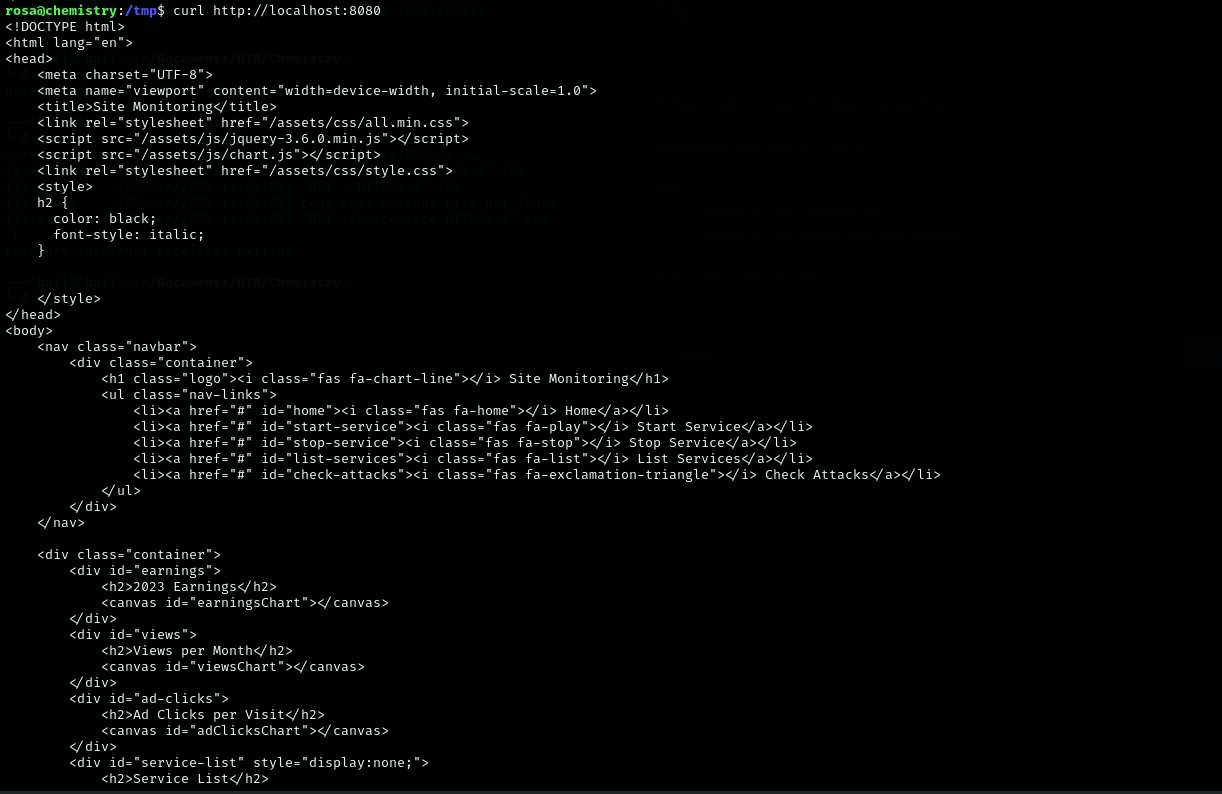 rosa@chemistry:/tmp$ curl http://localhost:8080
<!DOCTYPE html>
<html lang="en">
<head>
    <meta charset="UTF-8">
    <meta name="viewport" content="width=device-width, initial-scale=1.0">
    <title>Site Monitoring</title>
    <link rel="stylesheet" href="/assets/css/all.min.css">
    <script src="/assets/js/jquery-3.6.0.min.js"></script>
    <script src="/assets/js/chart.js"></script>
    <link rel="stylesheet" href="/assets/css/style.css">
    <style>
    h2 {
      color: black;
      font-style: italic;
    }
    </style>
</head>
<body>
    <nav class="navbar">
        <div class="container">
            <h1 class="logo"><i class="fas fa-chart-line"></i> Site Monitoring</h1>
            <ul class="nav-links">
                <li><a href="#" id="home"><i class="fas fa-home"></i> Home</a></li>
                <li><a href="#" id="start-service"><i class="fas fa-play"></i> Start Service</a></li>
                <li><a href="#" id="stop-service"><i class="fas fa-stop"></i> Stop Service</a></li>
                <li><a href="#" id="list-services"><i class="fas fa-list"></i> List Services</a></li>
                <li><a href="#" id="check-attacks"><i class="fas fa-exclamation-triangle"></i> Check Attacks</a></li>
            </ul>
        </div>
    </nav>
    <div class="container">
        <div id="earnings">
            <h2>2023 Earnings</h2>
            <canvas id="earningsChart"></canvas>
        </div>
        <div id="views">
            <h2>Views per Month</h2>
            <canvas id="viewsChart"></canvas>
        </div>
        <div id="ad-clicks">
            <h2>Ad Clicks per Visit</h2>
            <canvas id="adClicksChart"></canvas>
        </div>
        <div id="service-list" style="display:none;">
            <h2>Service List</h2>